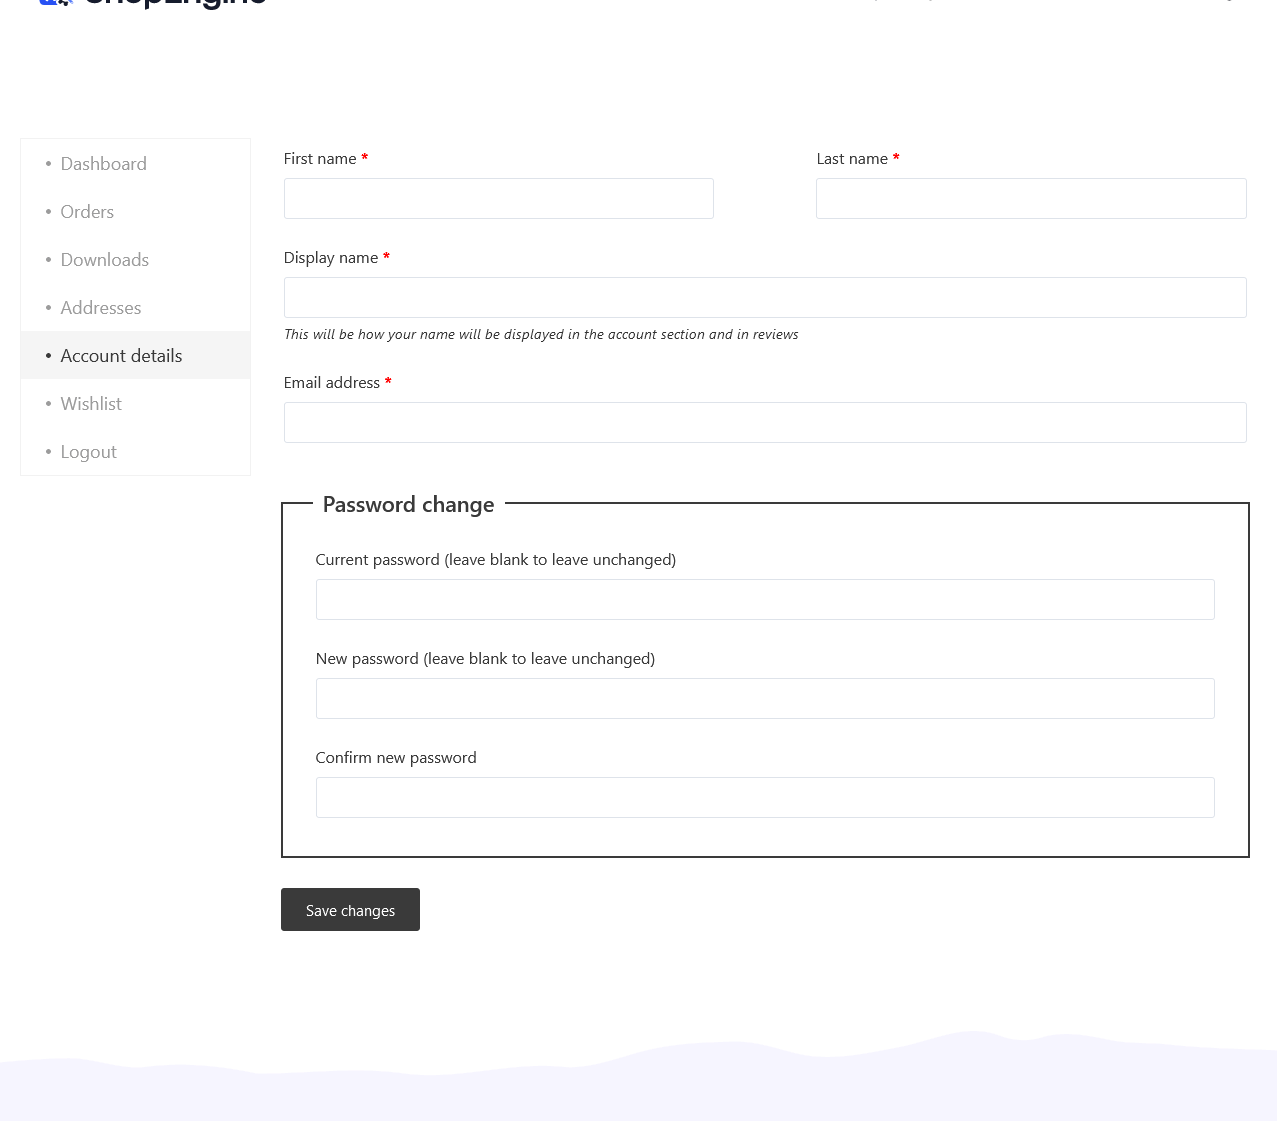 ShopEngine
• Dashboard
• Orders
• Downloads
• Addresses
• Account details
• Wishlist
• Logout
First name *
Last name *
Display name *
This will be how your name will be displayed in the account section and in reviews
Email address *
Password change
Current password (leave blank to leave unchanged)
New password (leave blank to leave unchanged)
Confirm new password
Save changes